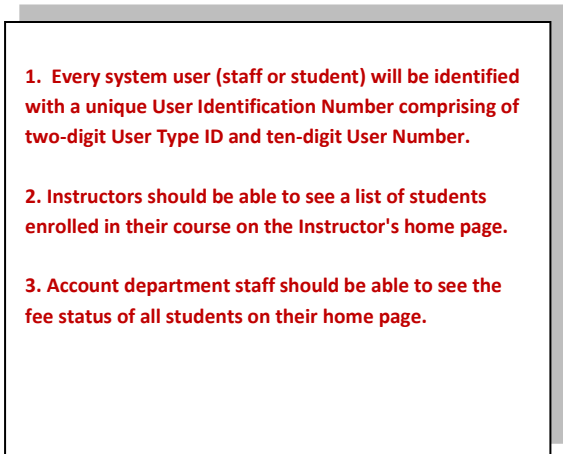 1. Every system user (staff or student) will be identified
with a unique User Identification Number comprising of
two-digit User Type ID and ten-digit User Number.
2. Instructors should be able to see a list of students
enrolled in their course on the Instructor's home page.
3. Account department staff should be able to see the
fee status of all students on their home page.